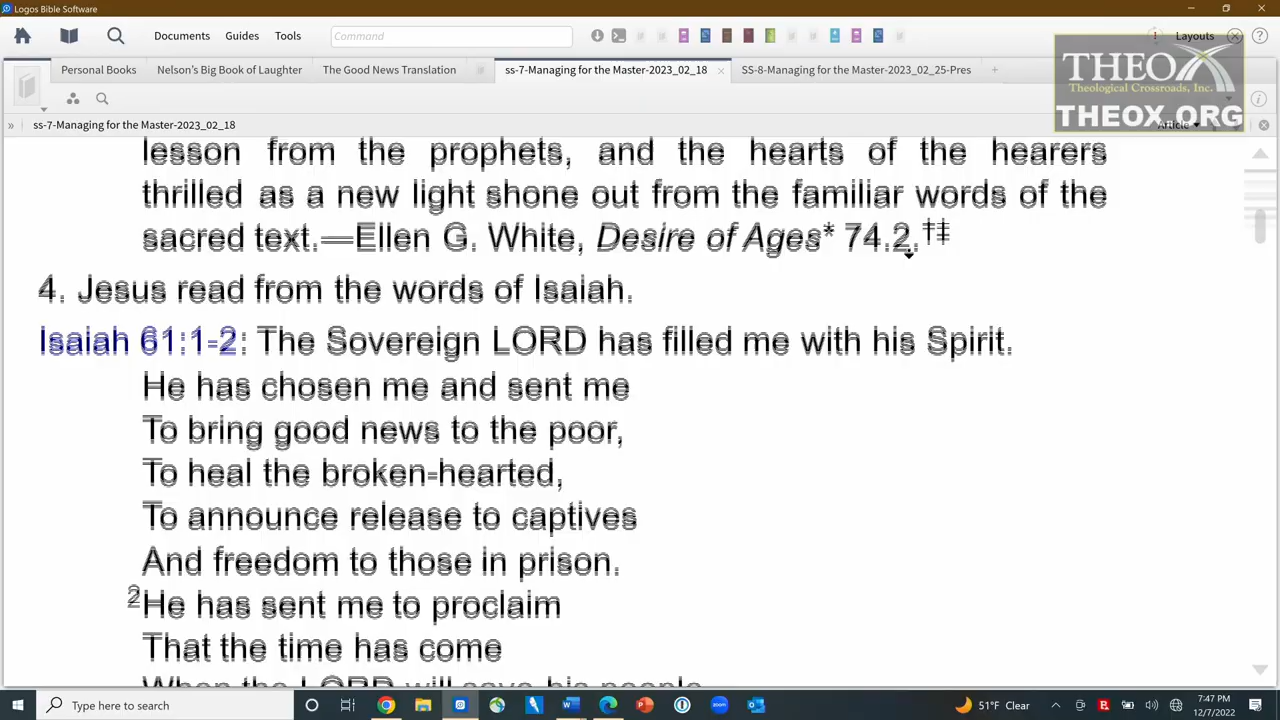 Logos Bible Software
Documents Guides Tools Command Layouts
Personal Books Nelson's Big Book of Laughter The Good News Translation ss-7-Managing for the Master-2023_02_18 SS-8-Managing for the Master-2023_02_25-Pres
THEOX
Theological Crossroads, Inc.
THEOX.ORG
ss-7-Managing for the Master-2023_02_18 Article
lesson from the prophets, and the hearts of the hearers
thrilled as a new light shone out from the familiar words of the
sacred text.—Ellen G. White, Desire of Ages* 74.2.†‡
4. Jesus read from the words of Isaiah.
Isaiah 61:1-2: The Sovereign LORD has filled me with his Spirit.
He has chosen me and sent me
To bring good news to the poor,
To heal the broken-hearted,
To announce release to captives
And freedom to those in prison.
2He has sent me to proclaim
That the time has come
When the LORD will save his people
Type here to search 51°F Clear 7:47 PM
12/7/2022